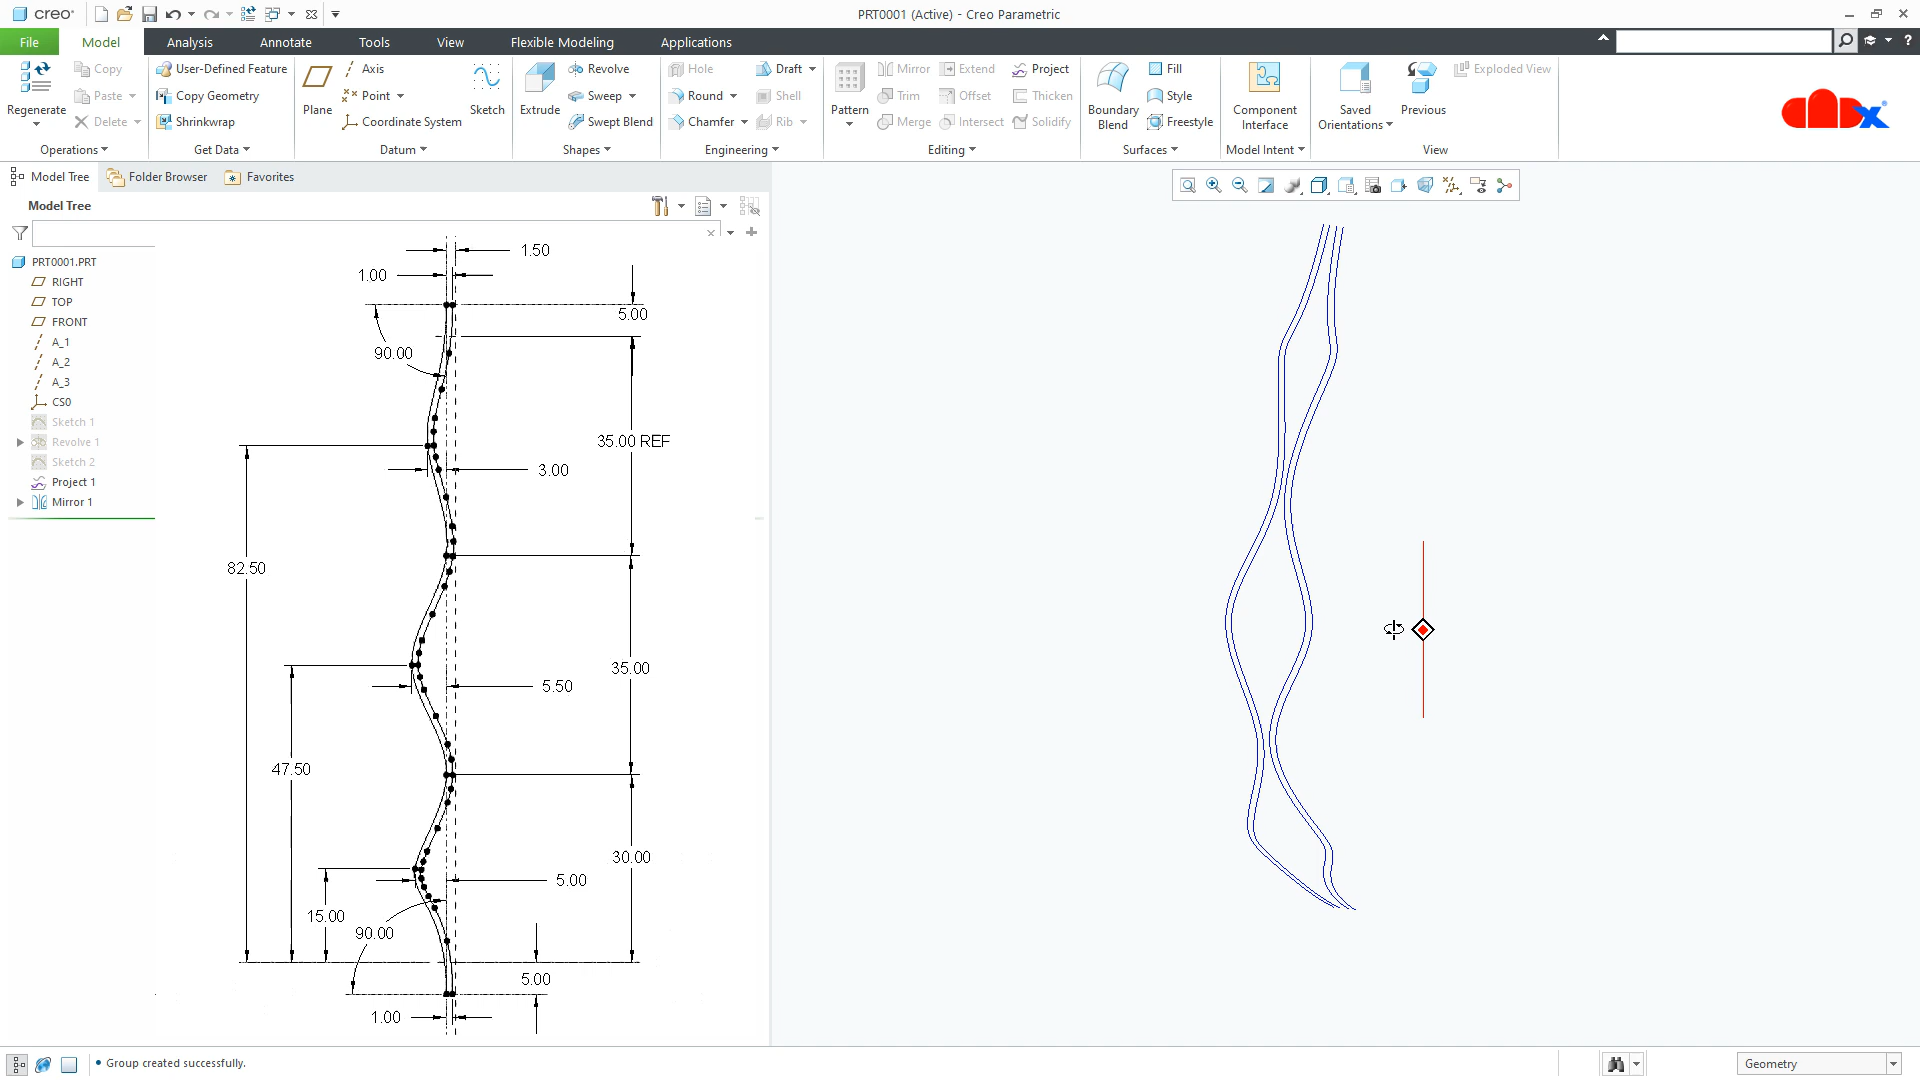 creo
PRT0001 (Active) - Creo Parametric
File Model Analysis Annotate Tools View Flexible Modeling Applications
Regenerate
Copy
Paste
Delete
Operations
User-Defined Feature
Copy Geometry
Shrinkwrap
Get Data
Plane
Axis
Point
Coordinate System
Sketch
Datum
Extrude
Revolve
Sweep
Swept Blend
Shapes
Hole
Round
Chamfer
Draft
Shell
Rib
Engineering
Pattern
Mirror
Trim
Merge
Extend
Offset
Intersect
Project
Thicken
Solidify
Editing
Boundary
Blend
Fill
Style
Freestyle
Surfaces
Component
Interface
Model Intent
Saved
Orientations
Previous
Exploded View
View
Model Tree Folder Browser Favorites
Model Tree
PRT0001.PRT
RIGHT
TOP
FRONT
A_1
A_2
A_3
CS0
Sketch 1
Revolve 1
Sketch 2
Project 1
Mirror 1
1.50
1.00
5.00
90.00
35.00 REF
3.00
82.50
35.00
5.50
47.50
30.00
5.00
15.00
90.00
5.00
1.00
Group created successfully.
Geometry